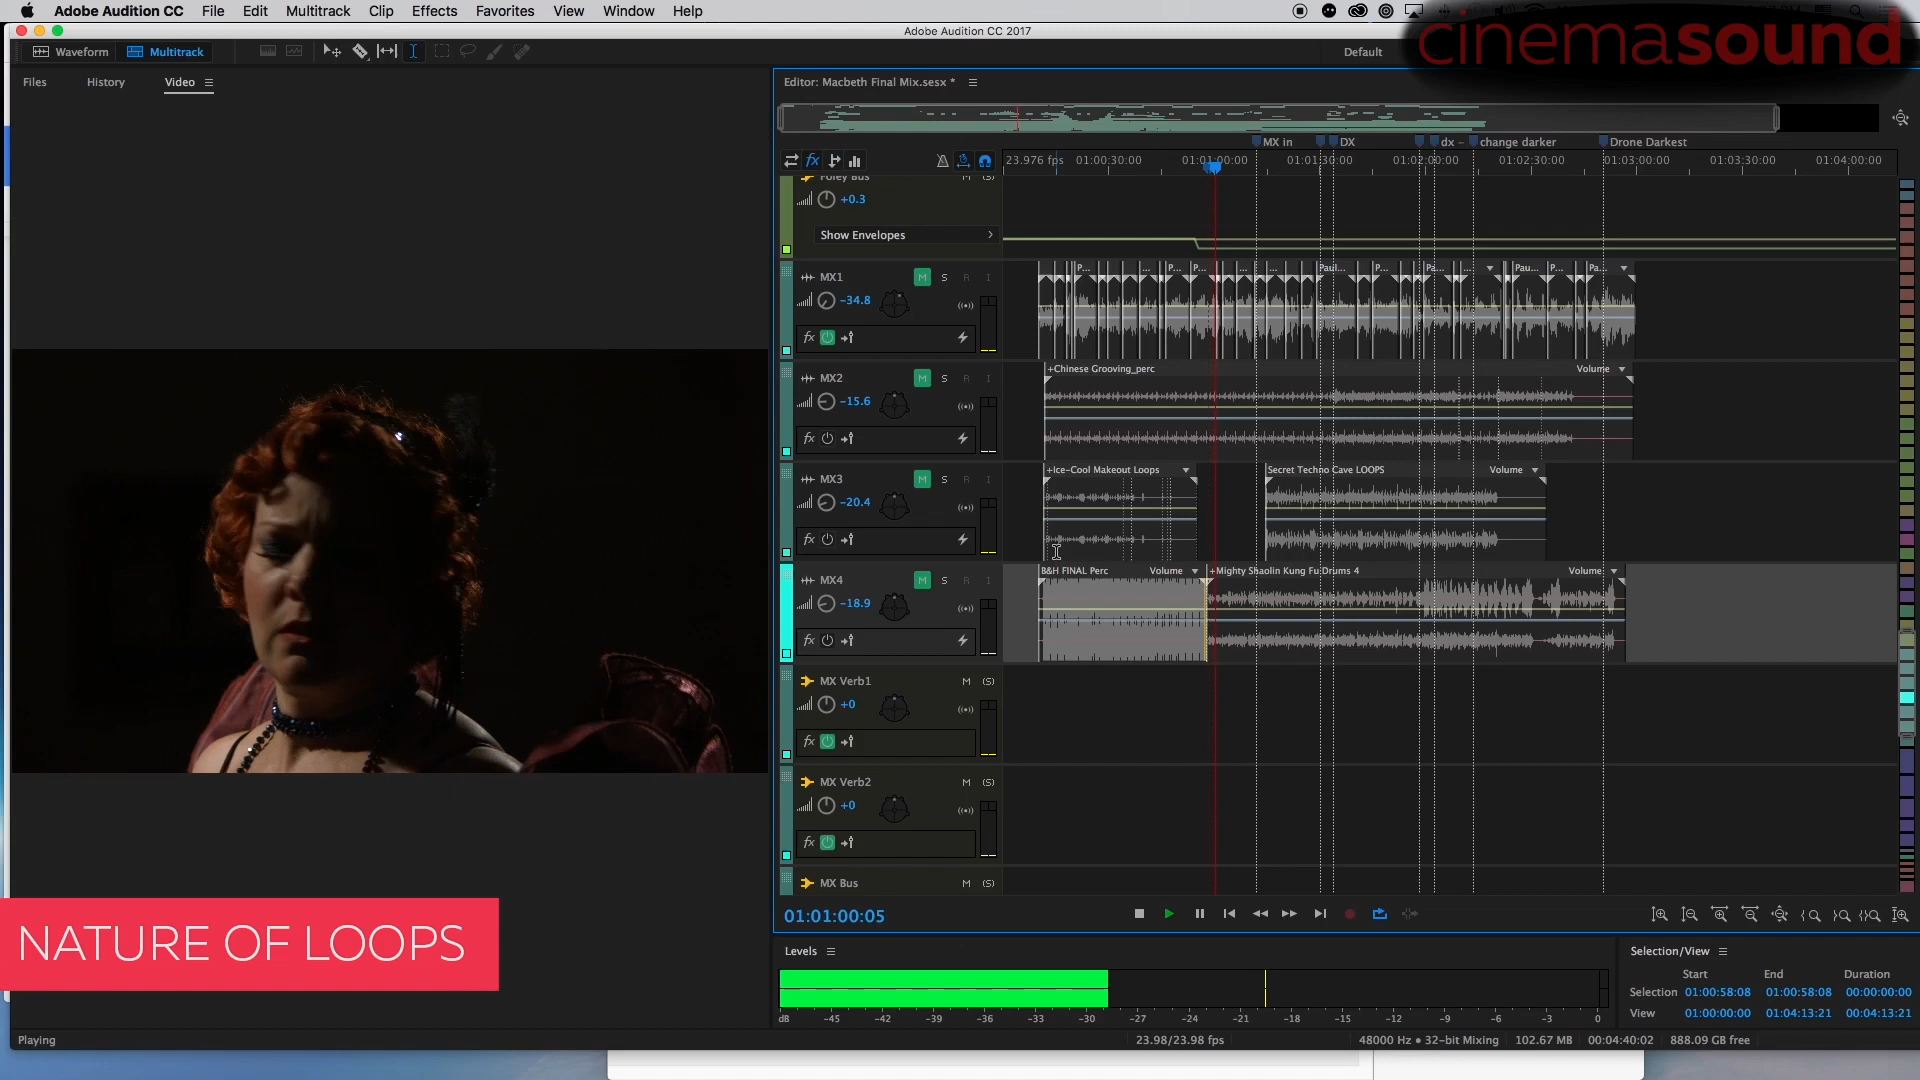 Adobe Audition CC File Edit Multitrack Clip Effects Favorites View Window Help
Adobe Audition CC 2017
cinemasound
Waveform Multitrack Default
Files History Video
Editor: Macbeth Final Mix.sesx *
MX in DX dx – change darker Drone Darkest
23.976 fps 01:00:30:00 01:01:00:00 01:01:30:00 01:02:00:00 01:02:30:00 01:03:00:00 01:03:30:00 01:04:00:00
Foley Bus M (S)
+0.3
Show Envelopes
P... ... P... P... ... ... Paul... P... Pa... ... Pau... P... Pa...
MX1 M S R I
-34.8
fx
+Chinese Grooving_perc Volume
MX2 M S R I
-15.6
fx
+Ice-Cool Makeout Loops Secret Techno Cave LOOPS Volume
MX3 M S R I
-20.4
fx
B&H FINAL Perc Volume +Mighty Shaolin Kung Fu Drums 4 Volume
MX4 M S R I
-18.9
fx
MX Verb1 M (S)
+0
fx
MX Verb2 M (S)
+0
fx
MX Bus M (S)
01:01:00:05
NATURE OF LOOPS
Levels
dB -45 -42 -39 -36 -33 -30 -27 -24 -21 -18 -15 -12 -9 -6 -3 0
Selection/View
Start End Duration
Selection 01:00:58:08 01:00:58:08 00:00:00:00
View 01:00:00:00 01:04:13:21 00:04:13:21
Playing 23.98/23.98 fps 48000 Hz • 32-bit Mixing 102.67 MB 00:04:40:02 888.09 GB free